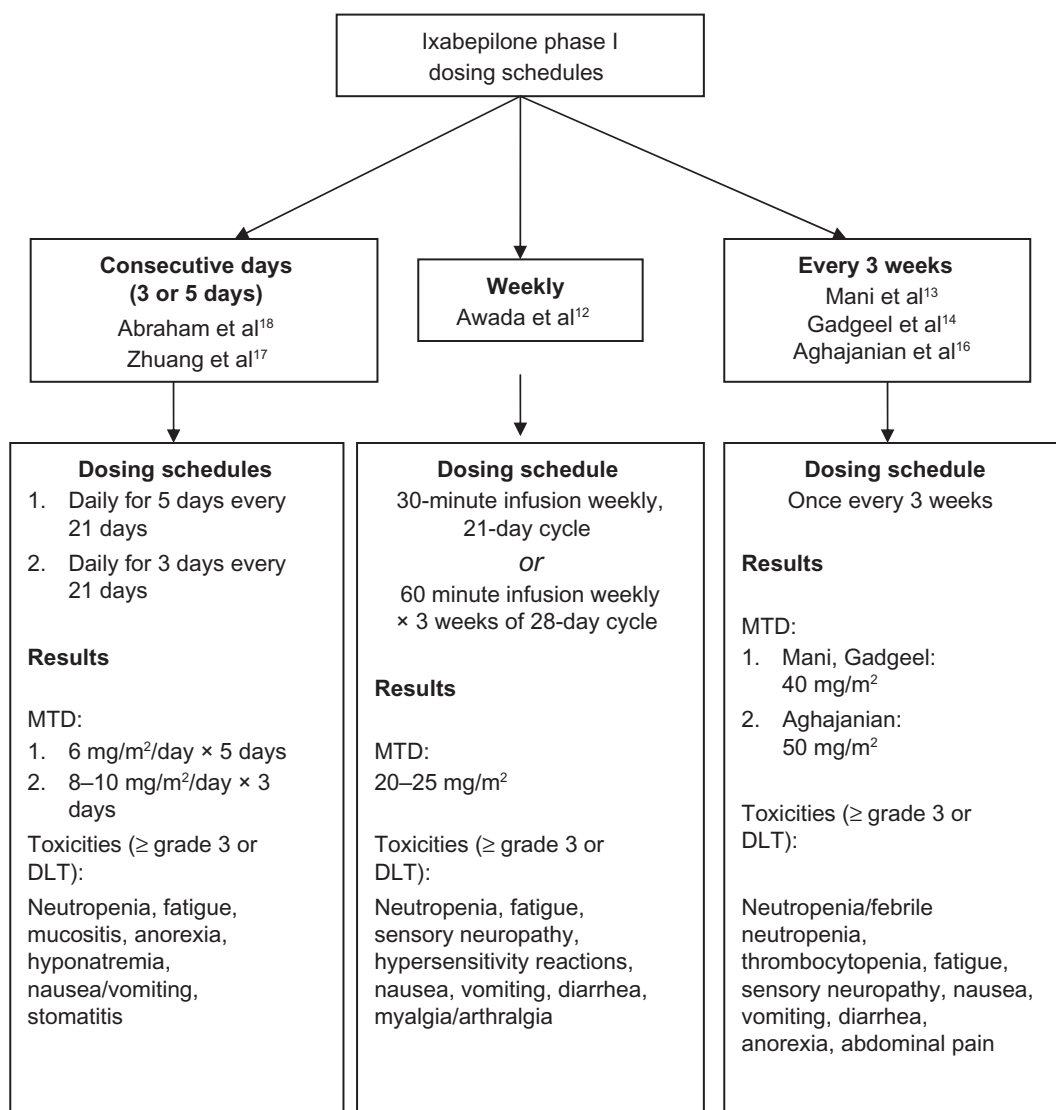 Ixabepilone phase I
dosing schedules
Consecutive days
(3 or 5 days)
Abraham et al¹⁸
Zhuang et al¹⁷
Weekly
Awada et al¹²
Every 3 weeks
Mani et al¹³
Gadgeel et al¹⁴
Aghajanian et al¹⁶
Dosing schedules
1. Daily for 5 days every
21 days
2. Daily for 3 days every
21 days
Results
MTD:
1. 6 mg/m²/day × 5 days
2. 8–10 mg/m²/day × 3
days
Toxicities (≥ grade 3 or
DLT):
Neutropenia, fatigue,
mucositis, anorexia,
hyponatremia,
nausea/vomiting,
stomatitis
Dosing schedule
30-minute infusion weekly,
21-day cycle
or
60 minute infusion weekly
× 3 weeks of 28-day cycle
Results
MTD:
20–25 mg/m²
Toxicities (≥ grade 3 or
DLT):
Neutropenia, fatigue,
sensory neuropathy,
hypersensitivity reactions,
nausea, vomiting, diarrhea,
myalgia/arthralgia
Dosing schedule
Once every 3 weeks
Results
MTD:
1. Mani, Gadgeel:
40 mg/m²
2. Aghajanian:
50 mg/m²
Toxicities (≥ grade 3 or
DLT):
Neutropenia/febrile
neutropenia,
thrombocytopenia, fatigue,
sensory neuropathy, nausea,
vomiting, diarrhea,
anorexia, abdominal pain